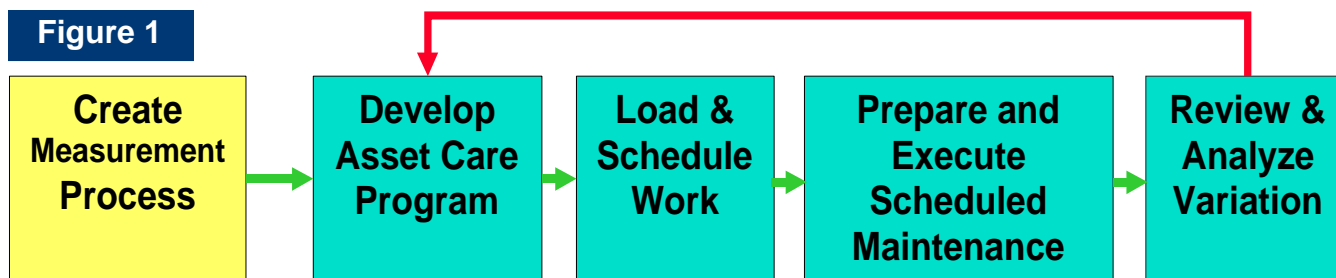 Figure 1
Create
Measurement
Process
Develop
Asset Care
Program
Load &
Schedule
Work
Prepare and
Execute
Scheduled
Maintenance
Review &
Analyze
Variation